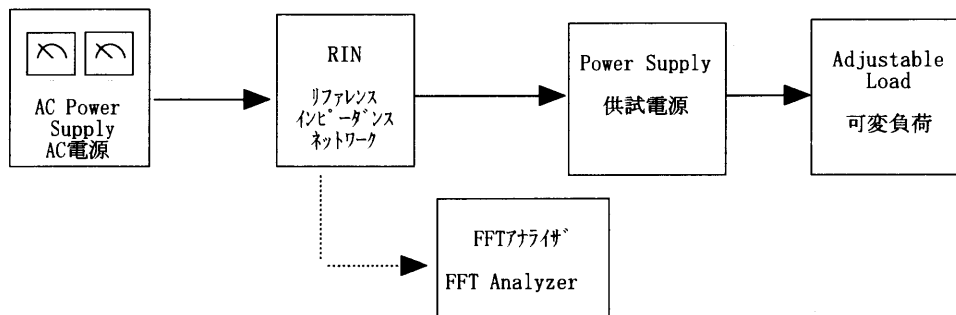 AC Power
Supply
AC電源
RIN
ﾘﾌｧﾚﾝｽ
ｲﾝﾋﾟｰﾀﾞﾝｽ
ﾈｯﾄﾜｰｸ
Power Supply
供試電源
Adjustable
Load
可変負荷
FFTｱﾅﾗｲｻﾞ
FFT Analyzer